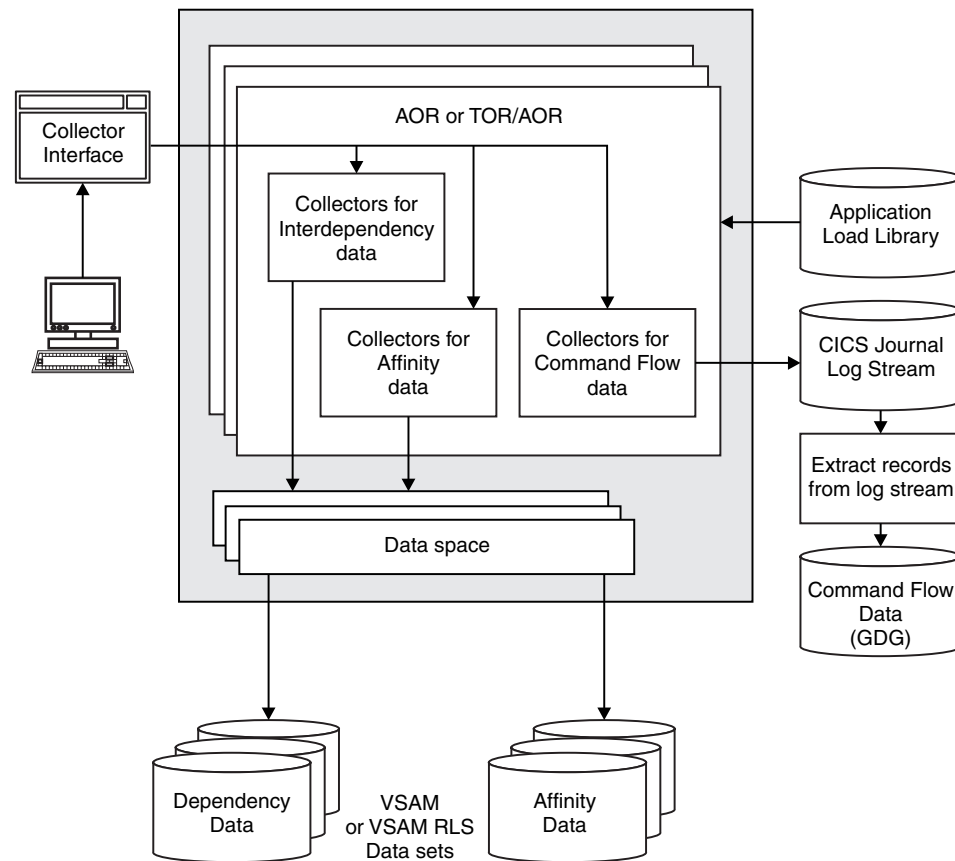 AOR or TOR/AOR
Collector
Interface
Collectors for
Interdependency
data
Application
Load Library
Collectors for
Affinity
data
Collectors for
Command Flow
data
CICS Journal
Log Stream
Extract records
from log stream
Data space
Command Flow
Data
(GDG)
Dependency
Data
VSAM
or VSAM RLS
Data sets
Affinity
Data